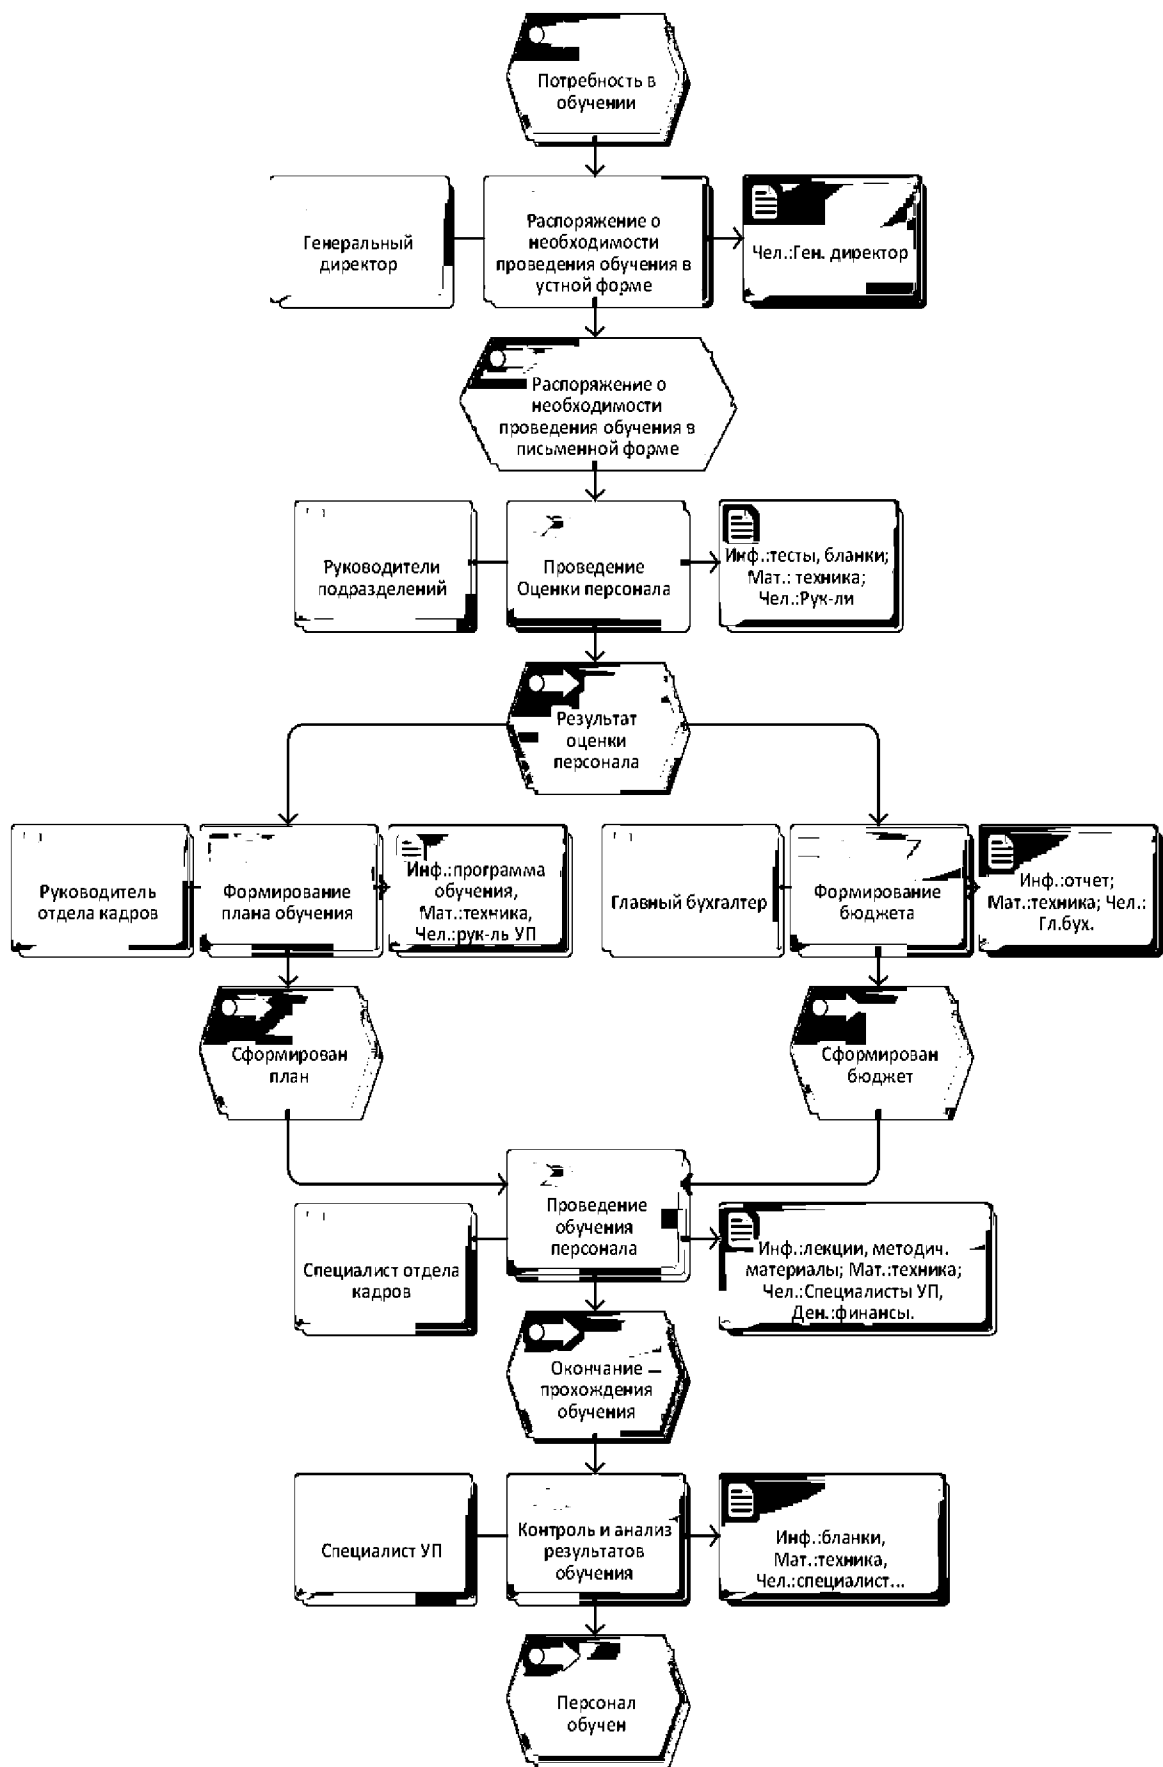 Потребность в
обучении
Генеральный
директор
Распоряжение о
необходимости
проведения обучения в
устной форме
Чел.:Ген. директор
Распоряжение о
необходимости
проведения обучения в
письменной форме
Руководители
подразделений
Проведение
Оценки персонала
Инф.:тесты, бланки;
Мат.: техника;
Чел.:Рук-ли
Результат
оценки
персонала
Руководитель
отдела кадров
Формирование
плана обучения
Инф.:программа
обучения,
Мат.:техника,
Чел.:рук-ль УП
Главный бухгалтер
Формирование
бюджета
Инф.:отчет;
Мат.:техника; Чел.:
Гл.бух.
Сформирован
план
Сформирован
бюджет
Проведение
обучения
персонала
Специалист отдела
кадров
Инф.:лекции, методич.
материалы; Мат.:техника;
Чел.:Специалисты УП,
Ден.:финансы.
Окончание
прохождения
обучения
Специалист УП
Контроль и анализ
результатов
обучения
Инф.:бланки,
Мат.:техника,
Чел.:специалист...
Персонал
обучен